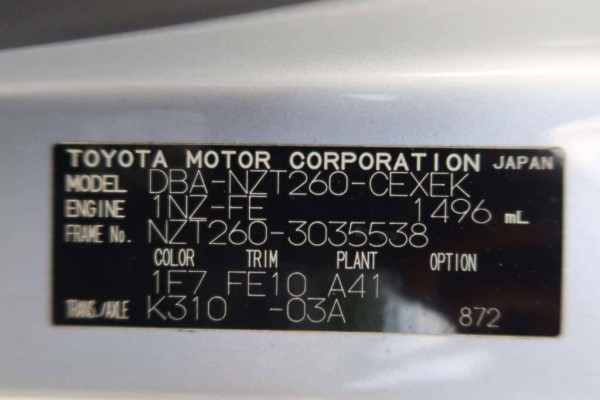 TOYOTA MOTOR CORPORATION JAPAN
MODEL DBA-NZT260-CEXEK
ENGINE 1NZ-FE 1496 mL
FRAME No. NZT260-3035538
COLOR TRIM PLANT OPTION
1F7 FE10 A41
TRANS./AXLE K310 -03A 872